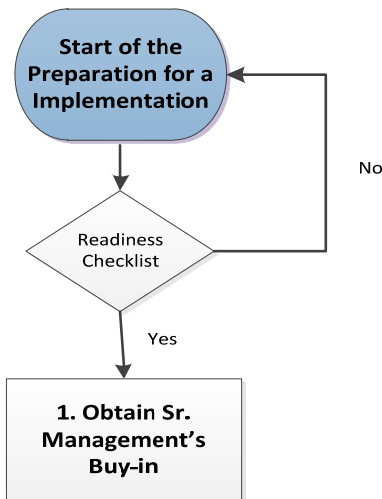 Start of the
Preparation for a
Implementation
No
Readiness
Checklist
Yes
1. Obtain Sr.
Management's
Buy-in